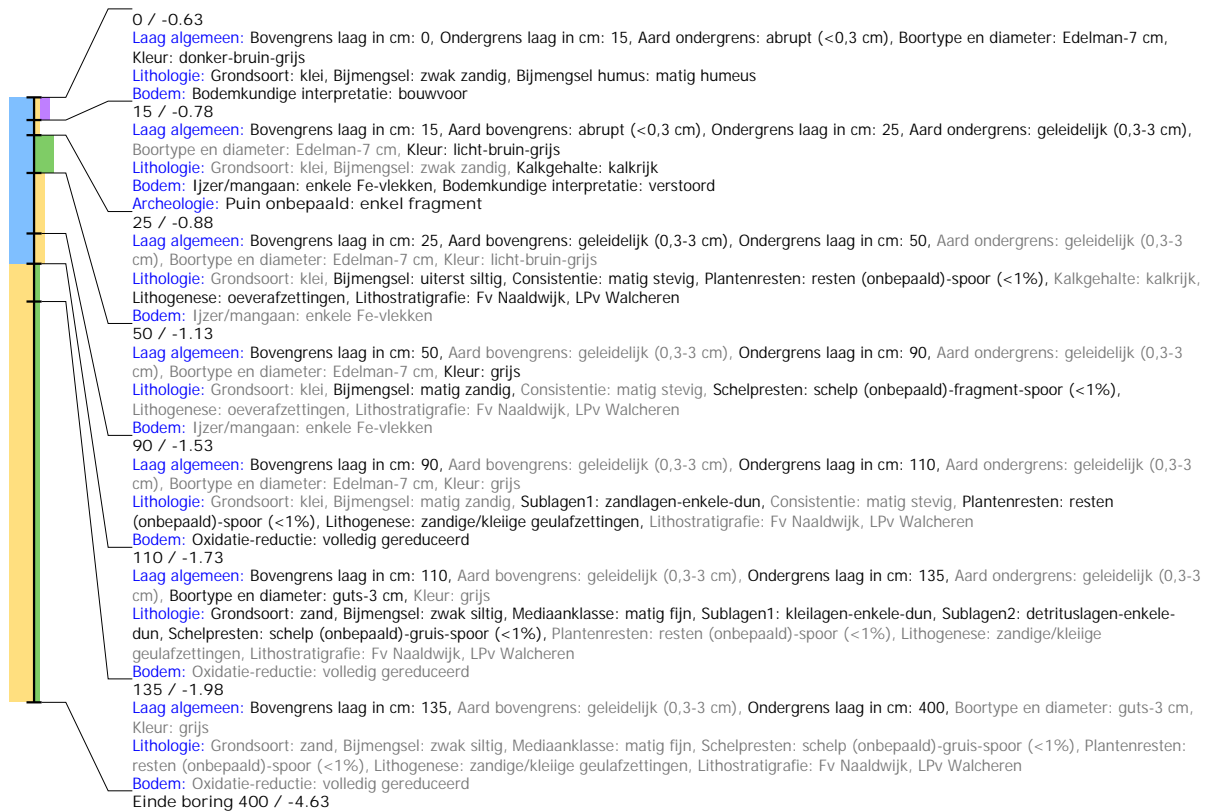 0 / -0.63
Laag algemeen: Bovengrens laag in cm: 0, Ondergrens laag in cm: 15, Aard ondergrens: abrupt (<0,3 cm), Boortype en diameter: Edelman-7 cm,
Kleur: donker-bruin-grijs
Lithologie: Grondsoort: klei, Bijmengsel: zwak zandig, Bijmengsel humus: matig humeus
Bodem: Bodemkundige interpretatie: bouwvoor
15 / -0.78
Laag algemeen: Bovengrens laag in cm: 15, Aard bovengrens: abrupt (<0,3 cm), Ondergrens laag in cm: 25, Aard ondergrens: geleidelijk (0,3-3 cm),
Boortype en diameter: Edelman-7 cm, Kleur: licht-bruin-grijs
Lithologie: Grondsoort: klei, Bijmengsel: zwak zandig, Kalkgehalte: kalkrijk
Bodem: Ijzer/mangaan: enkele Fe-vlekken, Bodemkundige interpretatie: verstoord
Archeologie: Puin onbepaald: enkel fragment
25 / -0.88
Laag algemeen: Bovengrens laag in cm: 25, Aard bovengrens: geleidelijk (0,3-3 cm), Ondergrens laag in cm: 50, Aard ondergrens: geleidelijk (0,3-3
cm), Boortype en diameter: Edelman-7 cm, Kleur: licht-bruin-grijs
Lithologie: Grondsoort: klei, Bijmengsel: uiterst siltig, Consistentie: matig stevig, Plantenresten: resten (onbepaald)-spoor (<1%), Kalkgehalte: kalkrijk,
Lithogenese: oeverafzettingen, Lithostratigrafie: Fv Naaldwijk, LPv Walcheren
Bodem: Ijzer/mangaan: enkele Fe-vlekken
50 / -1.13
Laag algemeen: Bovengrens laag in cm: 50, Aard bovengrens: geleidelijk (0,3-3 cm), Ondergrens laag in cm: 90, Aard ondergrens: geleidelijk (0,3-3
cm), Boortype en diameter: Edelman-7 cm, Kleur: grijs
Lithologie: Grondsoort: klei, Bijmengsel: matig zandig, Consistentie: matig stevig, Schelpresten: schelp (onbepaald)-fragment-spoor (<1%),
Lithogenese: oeverafzettingen, Lithostratigrafie: Fv Naaldwijk, LPv Walcheren
Bodem: Ijzer/mangaan: enkele Fe-vlekken
90 / -1.53
Laag algemeen: Bovengrens laag in cm: 90, Aard bovengrens: geleidelijk (0,3-3 cm), Ondergrens laag in cm: 110, Aard ondergrens: geleidelijk (0,3-3
cm), Boortype en diameter: Edelman-7 cm, Kleur: grijs
Lithologie: Grondsoort: klei, Bijmengsel: matig zandig, Sublagen1: zandlagen-enkele-dun, Consistentie: matig stevig, Plantenresten: resten
(onbepaald)-spoor (<1%), Lithogenese: zandige/kleiige geulafzettingen, Lithostratigrafie: Fv Naaldwijk, LPv Walcheren
Bodem: Oxidatie-reductie: volledig gereduceerd
110 / -1.73
Laag algemeen: Bovengrens laag in cm: 110, Aard bovengrens: geleidelijk (0,3-3 cm), Ondergrens laag in cm: 135, Aard ondergrens: geleidelijk (0,3-3
cm), Boortype en diameter: guts-3 cm, Kleur: grijs
Lithologie: Grondsoort: zand, Bijmengsel: zwak siltig, Mediaanklasse: matig fijn, Sublagen1: kleilagen-enkele-dun, Sublagen2: detrituslagen-enkele-
dun, Schelpresten: schelp (onbepaald)-gruis-spoor (<1%), Plantenresten: resten (onbepaald)-spoor (<1%), Lithogenese: zandige/kleiige
geulafzettingen, Lithostratigrafie: Fv Naaldwijk, LPv Walcheren
Bodem: Oxidatie-reductie: volledig gereduceerd
135 / -1.98
Laag algemeen: Bovengrens laag in cm: 135, Aard bovengrens: geleidelijk (0,3-3 cm), Ondergrens laag in cm: 400, Boortype en diameter: guts-3 cm,
Kleur: grijs
Lithologie: Grondsoort: zand, Bijmengsel: zwak siltig, Mediaanklasse: matig fijn, Schelpresten: schelp (onbepaald)-gruis-spoor (<1%), Plantenresten:
resten (onbepaald)-spoor (<1%), Lithogenese: zandige/kleiige geulafzettingen, Lithostratigrafie: Fv Naaldwijk, LPv Walcheren
Bodem: Oxidatie-reductie: volledig gereduceerd
Einde boring 400 / -4.63